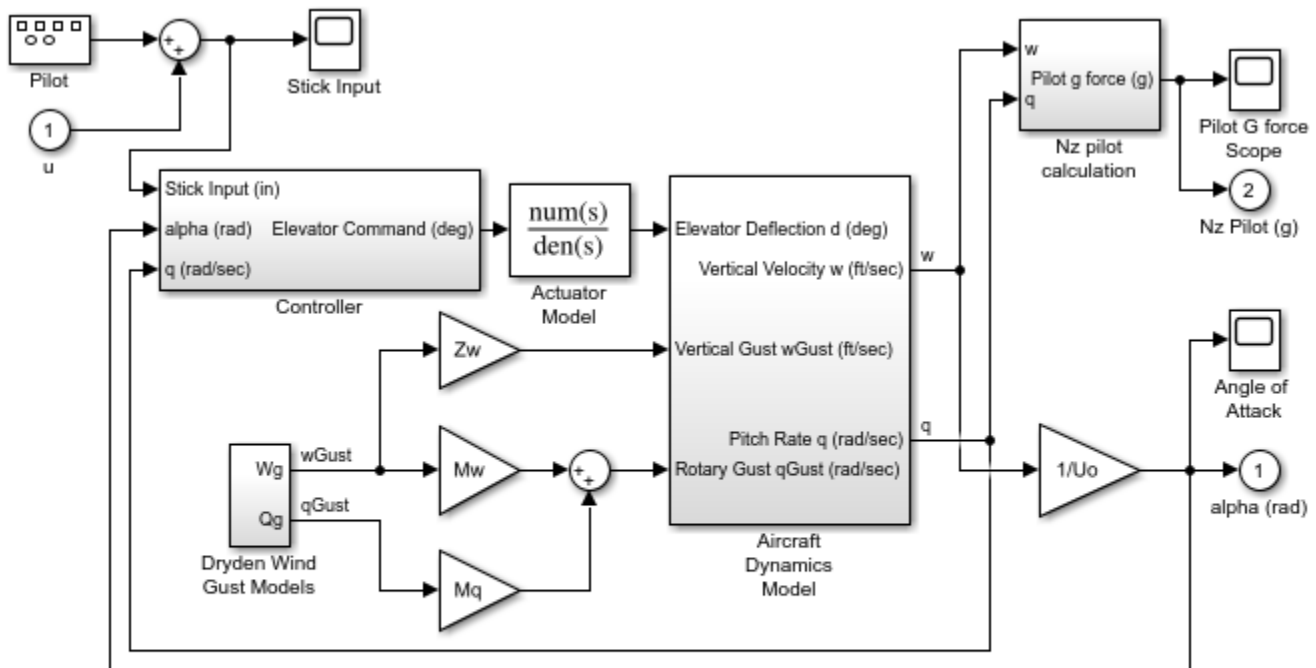 Pilot
+
+
Stick Input
1
u
w
Pilot g force (g)
q
Nz pilot
calculation
Pilot G force
Scope
2
Nz Pilot (g)
Stick Input (in)
alpha (rad)
Elevator Command (deg)
q (rad/sec)
Controller
num(s)
den(s)
Actuator
Model
Elevator Deflection d (deg)
Vertical Velocity w (ft/sec)
Vertical Gust wGust (ft/sec)
Pitch Rate q (rad/sec)
Rotary Gust qGust (rad/sec)
Aircraft
Dynamics
Model
w
q
Zw
Mw
Mq
+
+
Wg
Qg
wGust
qGust
Dryden Wind
Gust Models
1/Uo
Angle of
Attack
1
alpha (rad)